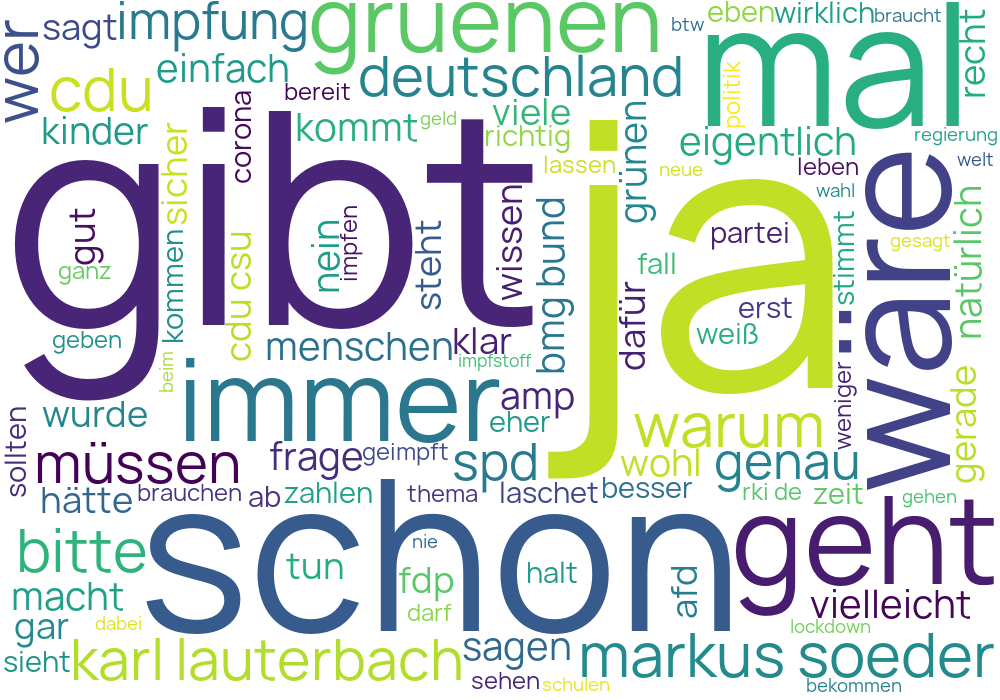 wer
sagt
impfung
gruenen
btw
eben
wirklich
braucht
recht
cdu
einfach
deutschland
mal
politik
kinder
sicher
corona
bereit
kommt
geld
viele
richtig
grünen
eigentlich
regierung
lassen
neue
leben
welt
wahl
gibt
ja
wäre
gut
ganz
kommen
cdu csu
nein
impfen
steht
wissen
bmg bund
dafür
fall
partei
erst
weiß
stimmt
gesagt
natürlich
geben
beim
menschen
klar
impfstoff
immer
amp
eher
warum
weniger
gerade
wurde
sollten
müssen
frage
geimpft
spd
wohl
genau
hätte
brauchen
ab
zahlen
thema
laschet
besser
rki de
zeit
gehen
bitte
schon
geht
nie
tun
fdp
halt
afd
darf
macht
vielleicht
gar
dabei
lockdown
sieht
karl lauterbach
sagen
markus soeder
sehen
schulen
bekommen